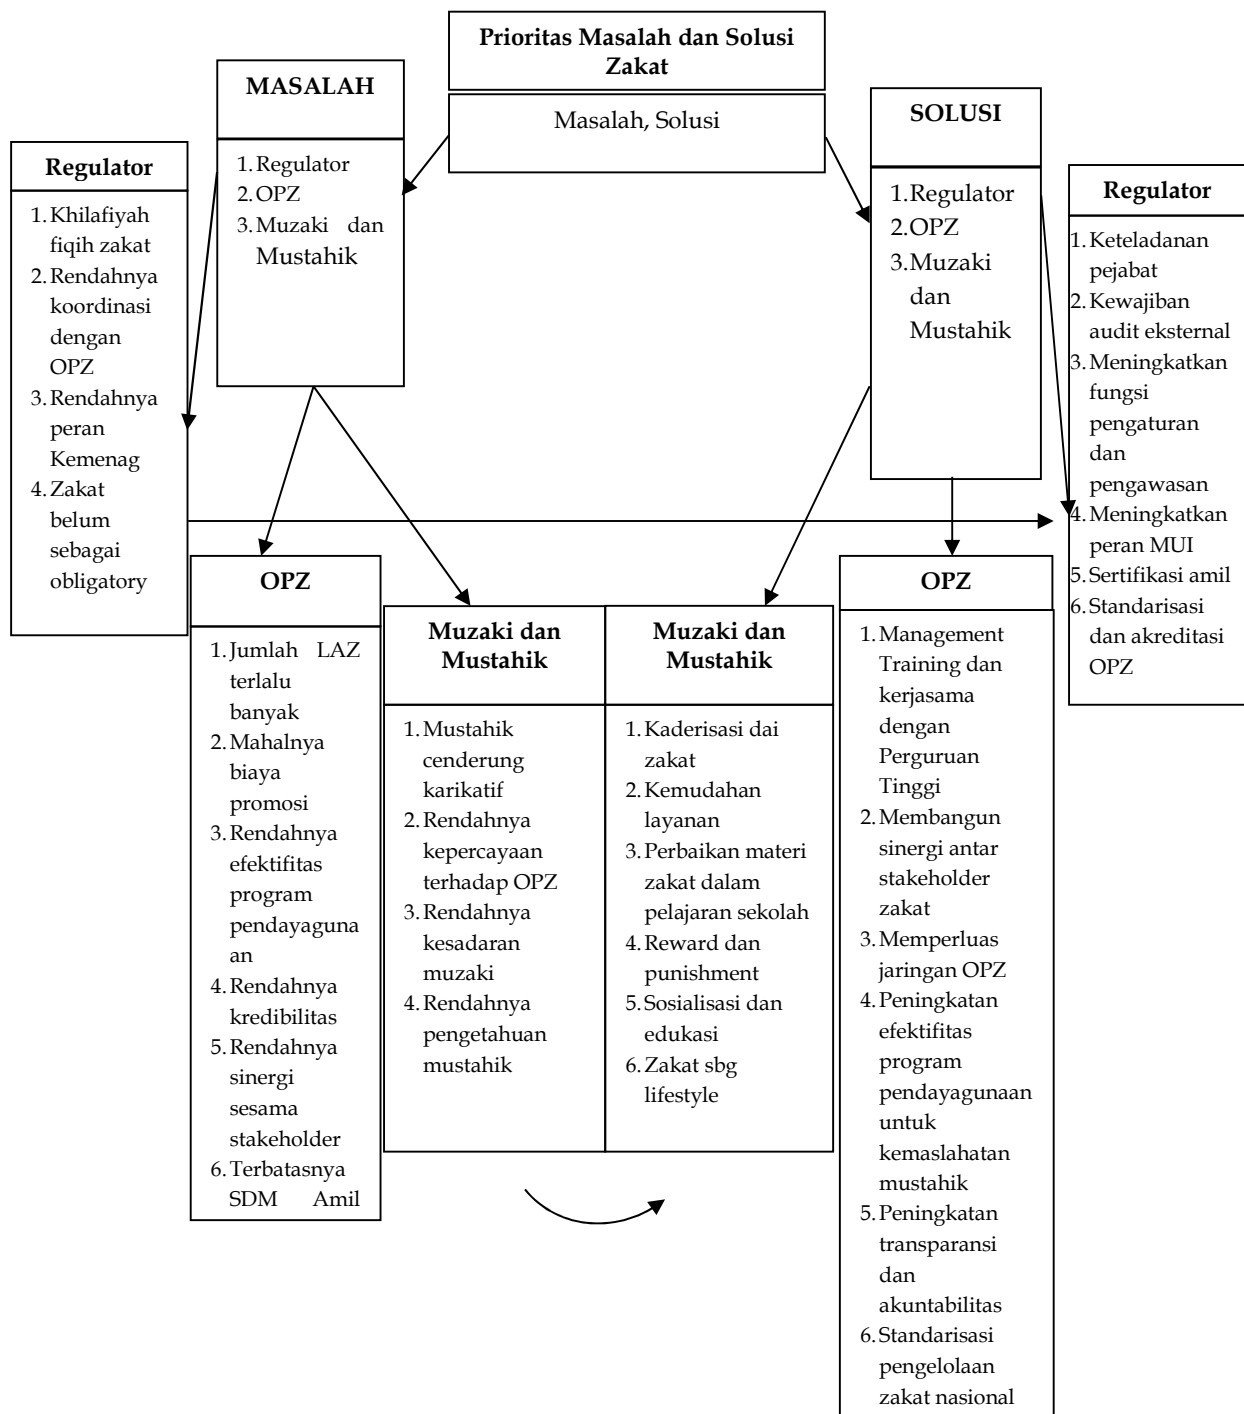 Prioritas Masalah dan Solusi
Zakat
Masalah, Solusi
MASALAH
1. Regulator
2. OPZ
3. Muzaki dan
Mustahik
SOLUSI
1. Regulator
2. OPZ
3. Muzaki
dan
Mustahik
Regulator
1. Khilafiyah
fiqih zakat
2. Rendahnya
koordinasi
dengan
OPZ
3. Rendahnya
peran
Kemenag
4. Zakat
belum
sebagai
obligatory
Regulator
1. Keteladanan
pejabat
2. Kewajiban
audit eksternal
3. Meningkatkan
fungsi
pengaturan
dan
pengawasan
4. Meningkatkan
peran MUI
5. Sertifikasi amil
6. Standarisasi
dan akreditasi
OPZ
OPZ
1. Jumlah LAZ
terlalu
banyak
2. Mahalnya
biaya
promosi
3. Rendahnya
efektifitas
program
pendayaguna
an
4. Rendahnya
kredibilitas
5. Rendahnya
sinergi
sesama
stakeholder
6. Terbatasnya
SDM Amil
Muzaki dan
Mustahik
1. Mustahik
cenderung
karikatif
2. Rendahnya
kepercayaan
terhadap OPZ
3. Rendahnya
kesadaran
muzaki
4. Rendahnya
pengetahuan
mustahik
Muzaki dan
Mustahik
1. Kaderisasi dai
zakat
2. Kemudahan
layanan
3. Perbaikan materi
zakat dalam
pelajaran sekolah
4. Reward dan
punishment
5. Sosialisasi dan
edukasi
6. Zakat sbg
lifestyle
OPZ
1. Management
Training dan
kerjasama
dengan
Perguruan
Tinggi
2. Membangun
sinergi antar
stakeholder
zakat
3. Memperluas
jaringan OPZ
4. Peningkatan
efektifitas
program
pendayagunaan
untuk
kemaslahatan
mustahik
5. Peningkatan
transparansi
dan
akuntabilitas
6. Standarisasi
pengelolaan
zakat nasional